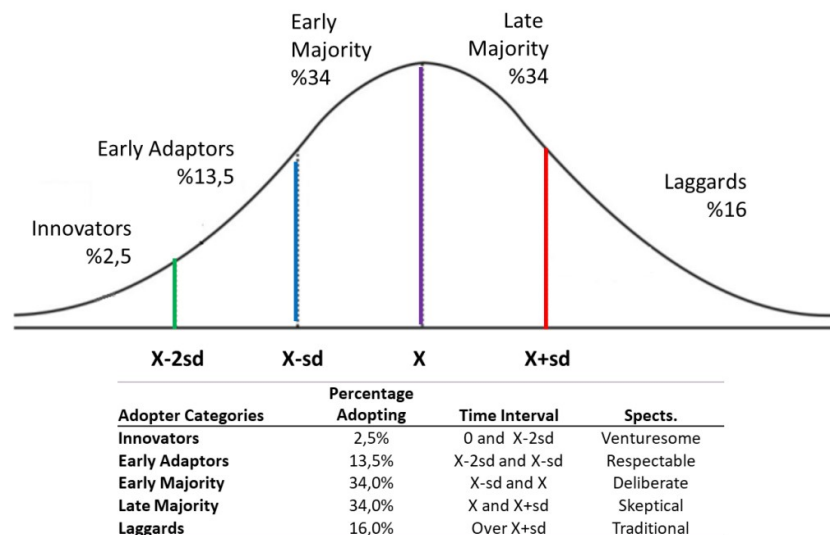 Early
Majority
%34
Late
Majority
%34
Early Adaptors
%13,5
Laggards
%16
Innovators
%2,5
X-2sd X-sd X X+sd
Percentage
Adopter Categories Adopting Time Interval Spects.
Innovators 2,5% 0 and X-2sd Venturesome
Early Adaptors 13,5% X-2sd and X-sd Respectable
Early Majority 34,0% X-sd and X Deliberate
Late Majority 34,0% X and X+sd Skeptical
Laggards 16,0% Over X+sd Traditional